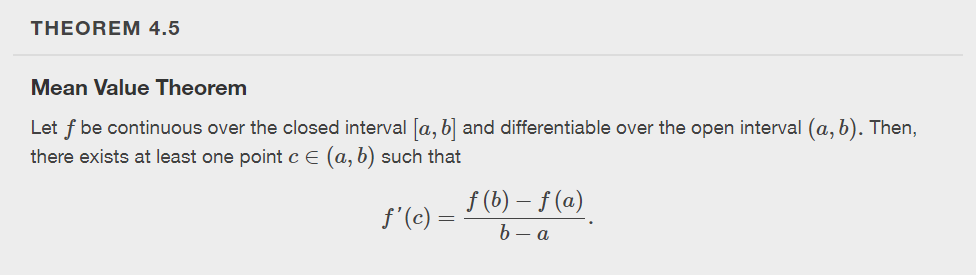 THEOREM 4.5
Mean Value Theorem
Let f be continuous over the closed interval [a, b] and differentiable over the open interval (a, b). Then,
there exists at least one point c ∈ (a, b) such that
f′(c) = \frac{f(b) − f(a)}{b − a}.